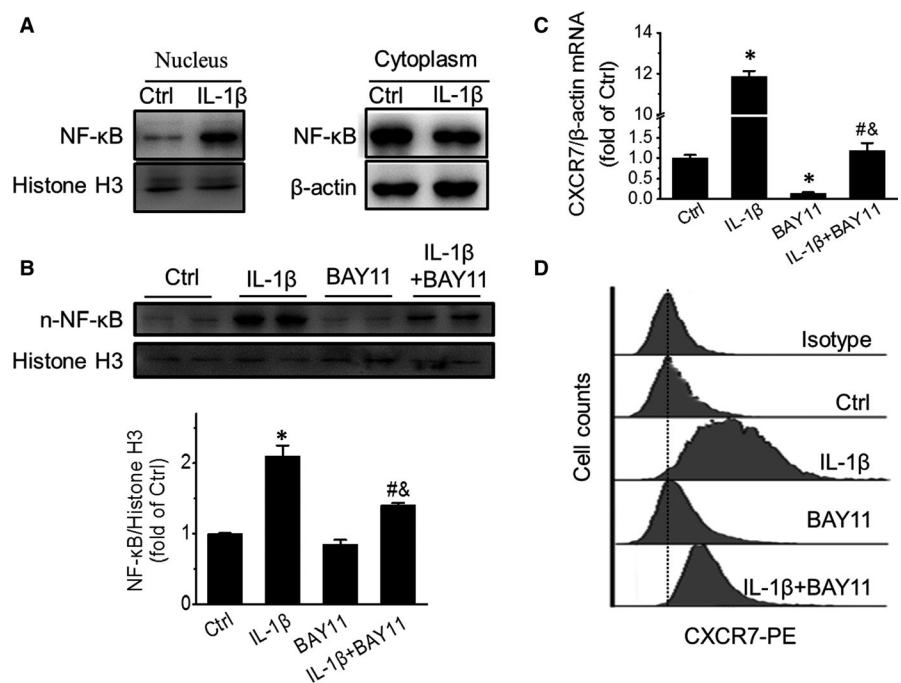 A
Nucleus
Ctrl IL-1β
NF-κB
Histone H3
Cytoplasm
Ctrl IL-1β
NF-κB
β-actin
B
Ctrl IL-1β BAY11 IL-1β
+BAY11
n-NF-κB
Histone H3
NF-κB/Histone H3
(fold of Ctrl)
2
1
0
*
#&
Ctrl
IL-1β
BAY11
IL-1β+BAY11
C
CXCR7/β-actin mRNA
(fold of Ctrl)
14
12
10
1.5
1.0
0.5
0.0
*
*
#&
Ctrl
IL-1β
BAY11
IL-1β+BAY11
D
Cell counts
Isotype
Ctrl
IL-1β
BAY11
IL-1β+BAY11
CXCR7-PE